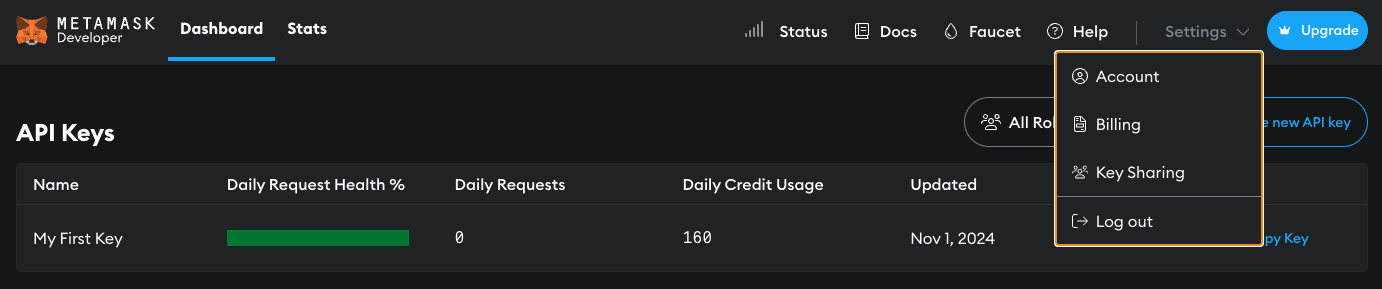 METAMASK
Developer
Dashboard
Stats
Status
Docs
Faucet
Help
Settings
Upgrade
Account
Billing
Key Sharing
Log out
API Keys
All
new API key
Name
Daily Request Health %
Daily Requests
Daily Credit Usage
Updated
My First Key
0
160
Nov 1, 2024
Key